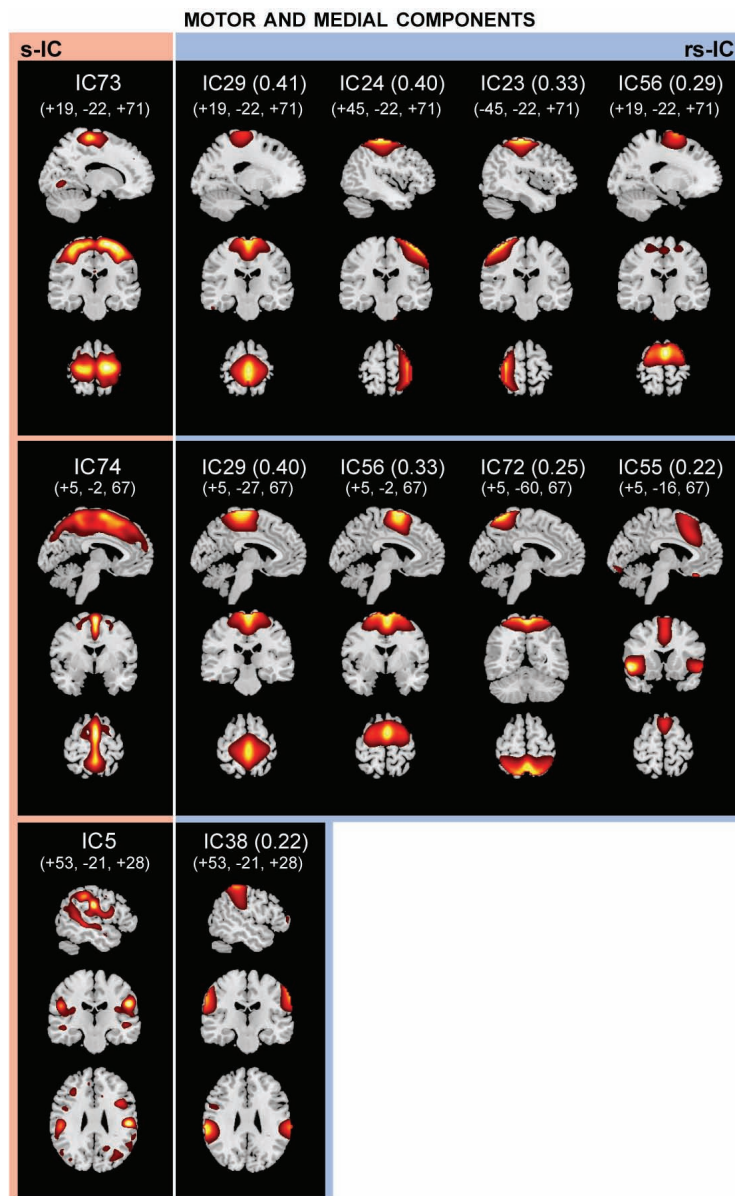 MOTOR AND MEDIAL COMPONENTS
s-IC rs-IC
IC73 IC29 (0.41) IC24 (0.40) IC23 (0.33) IC56 (0.29)
(+19, -22, +71) (+19, -22, +71) (+45, -22, +71) (-45, -22, +71) (+19, -22, +71)
IC74 IC29 (0.40) IC56 (0.33) IC72 (0.25) IC55 (0.22)
(+5, -2, 67) (+5, -27, 67) (+5, -2, 67) (+5, -60, 67) (+5, -16, 67)
IC5 IC38 (0.22)
(+53, -21, +28) (+53, -21, +28)